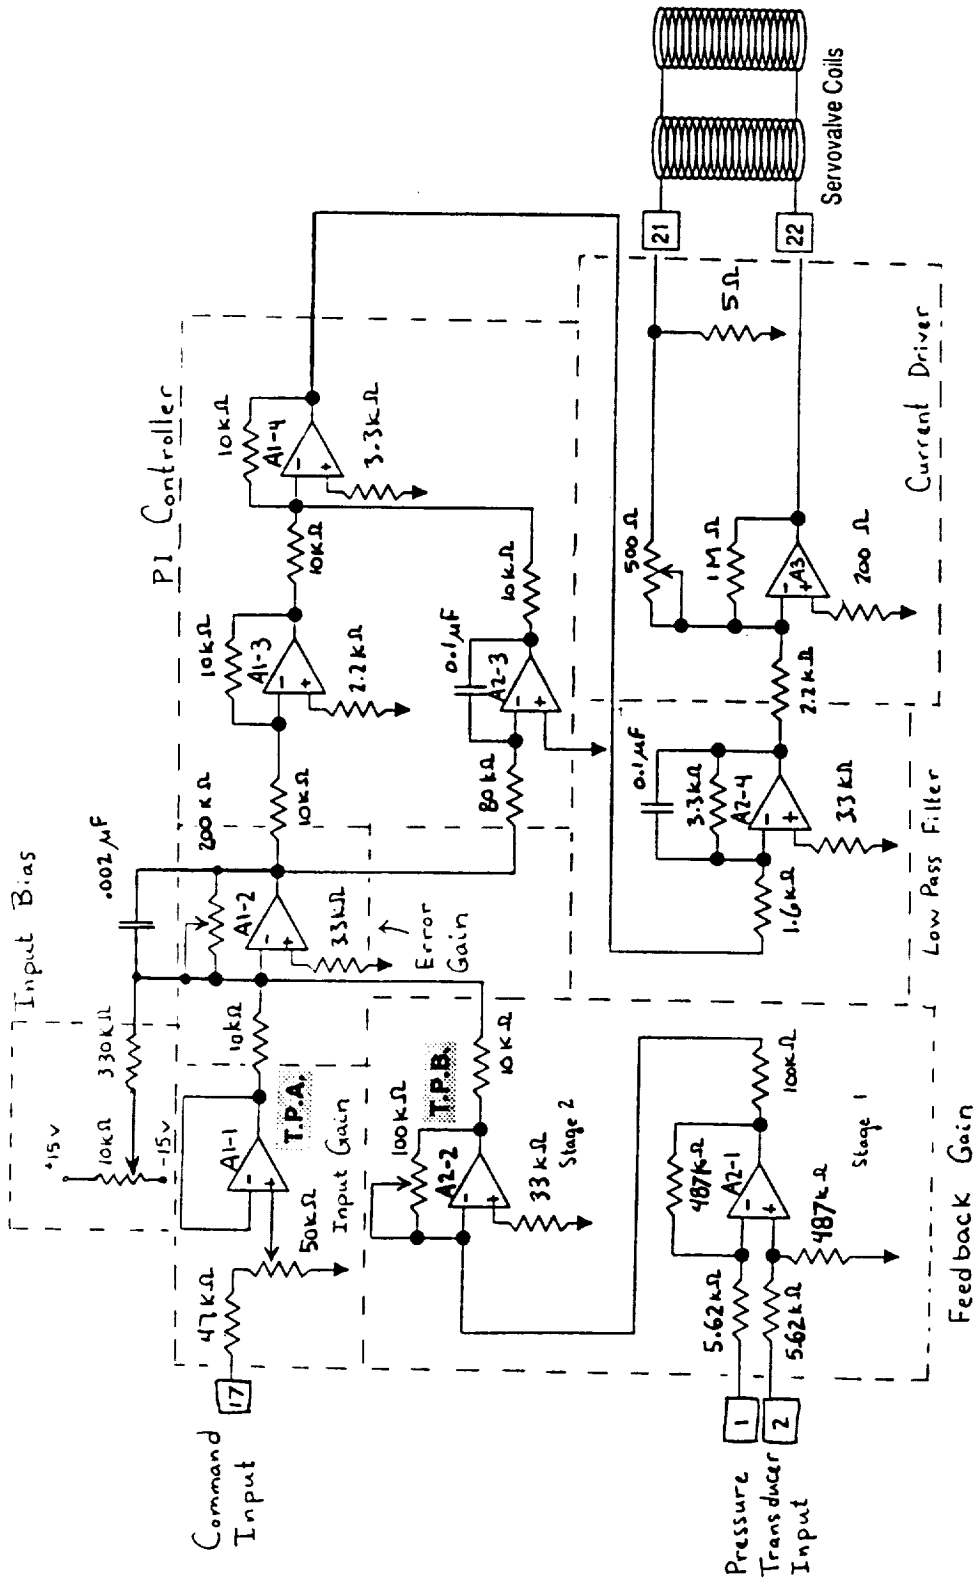 Input Bias
+15V
10kΩ
-15V
330kΩ
.002 µF
Command
Input
17
47kΩ
50kΩ
Input Gain
A1-1
T.P.A.
10kΩ
A1-2
-
+
33kΩ
Error
Gain
200kΩ
PI Controller
10kΩ
10kΩ
A1-3
-
+
2.2kΩ
10kΩ
10kΩ
A1-4
-
+
3.3kΩ
80kΩ
0.1µF
A2-3
-
+
10kΩ
Pressure
Transducer
Input
1
2
5.62kΩ
5.62kΩ
487kΩ
A2-1
-
+
487kΩ
Stage 1
100kΩ
100kΩ
A2-2
-
+
T.P.B.
33kΩ
Stage 2
10kΩ
Feedback Gain
1.6kΩ
0.1µF
3.3kΩ
A2-4
-
+
33kΩ
Low Pass Filter
2.2kΩ
500Ω
1MΩ
A3
-
+
200Ω
5Ω
Current Driver
21
22
Servovalve Coils